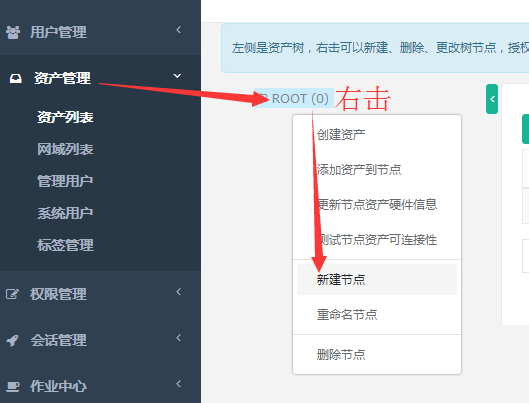 用户管理
资产管理
资产列表
网域列表
管理用户
系统用户
标签管理
权限管理
会话管理
作业中心
左侧是资产树，右击可以新建、删除、更改树节点，授权
ROOT (0)
右击
创建资产
添加资产到节点
更新节点资产硬件信息
测试节点资产可连接性
新建节点
重命名节点
删除节点